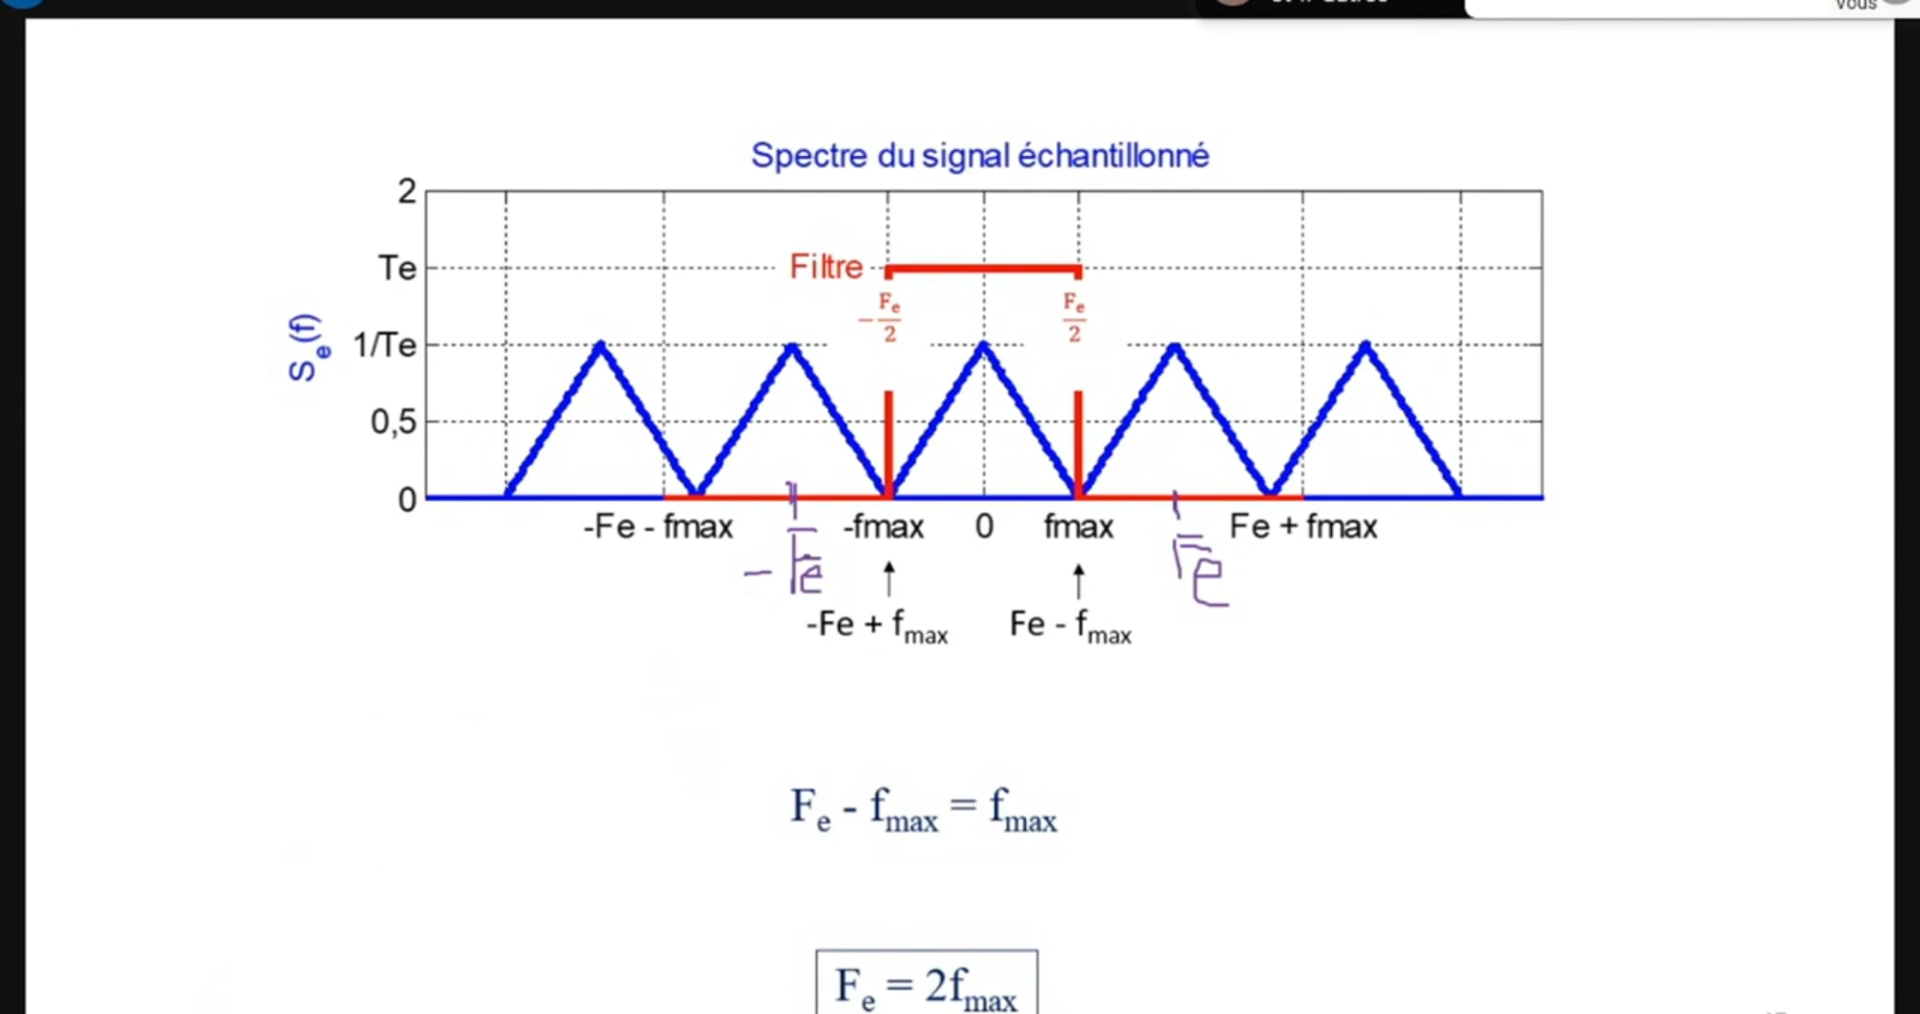 Vous
Spectre du signal échantillonné
2
Te
Filtre
-Fe/2
Fe/2
Se(f)
1/Te
0,5
0
-Fe - fmax
-fmax
0
fmax
Fe + fmax
-Fe
Fe
-Fe + fmax
Fe - fmax
Fe - fmax = fmax
Fe = 2fmax